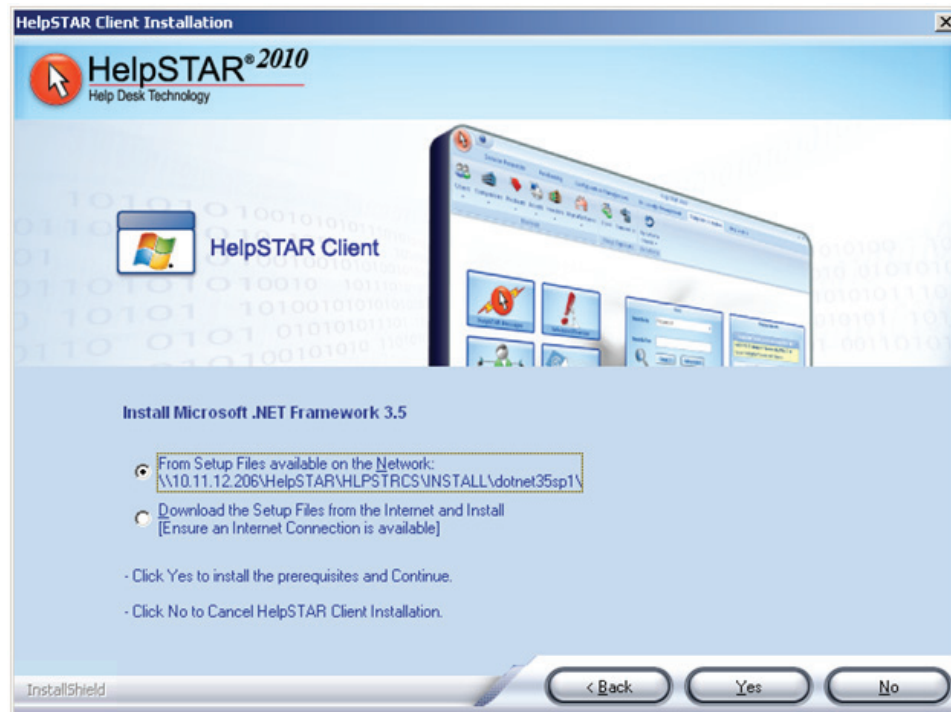 HelpSTAR Client Installation
HelpSTAR® 2010
Help Desk Technology
HelpSTAR Client
Install Microsoft .NET Framework 3.5
From Setup Files available on the Network:
\\10.11.12.206\HelpSTAR\HLPSTRCS\INSTALL\dotnet35sp1\
Download the Setup Files from the Internet and Install
[Ensure an Internet Connection is available]
- Click Yes to install the prerequisites and Continue.
- Click No to Cancel HelpSTAR Client Installation.
InstallShield
< Back
Yes
No